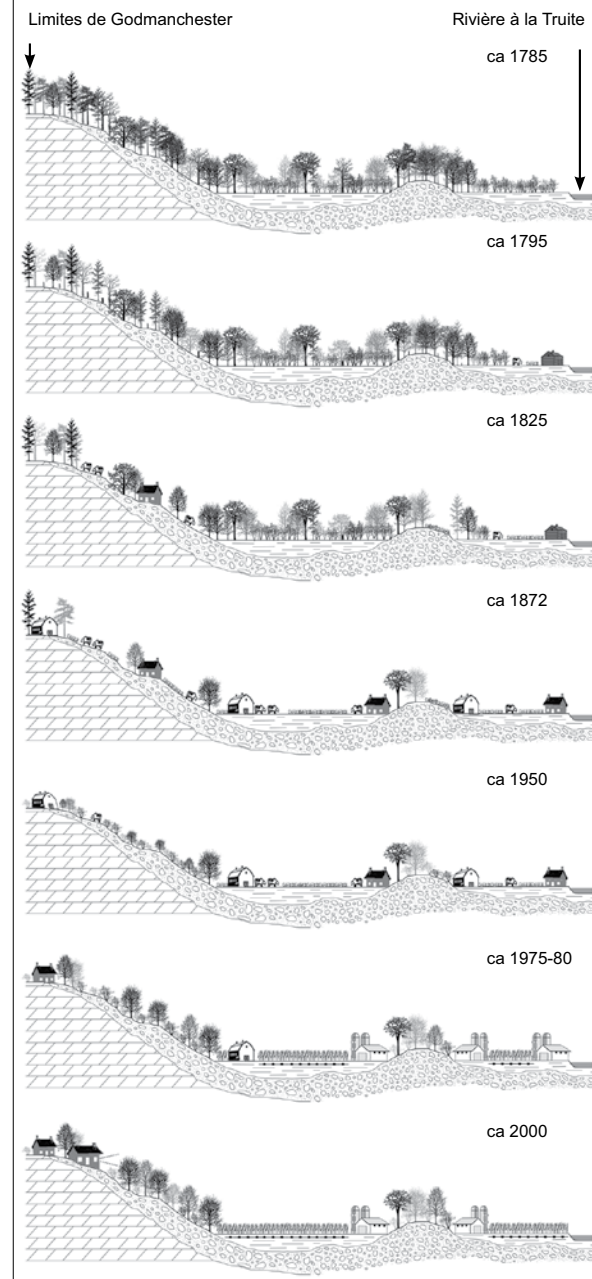 Limites de Godmanchester
Rivière à la Truite
ca 1785
ca 1795
ca 1825
ca 1872
ca 1950
ca 1975-80
ca 2000